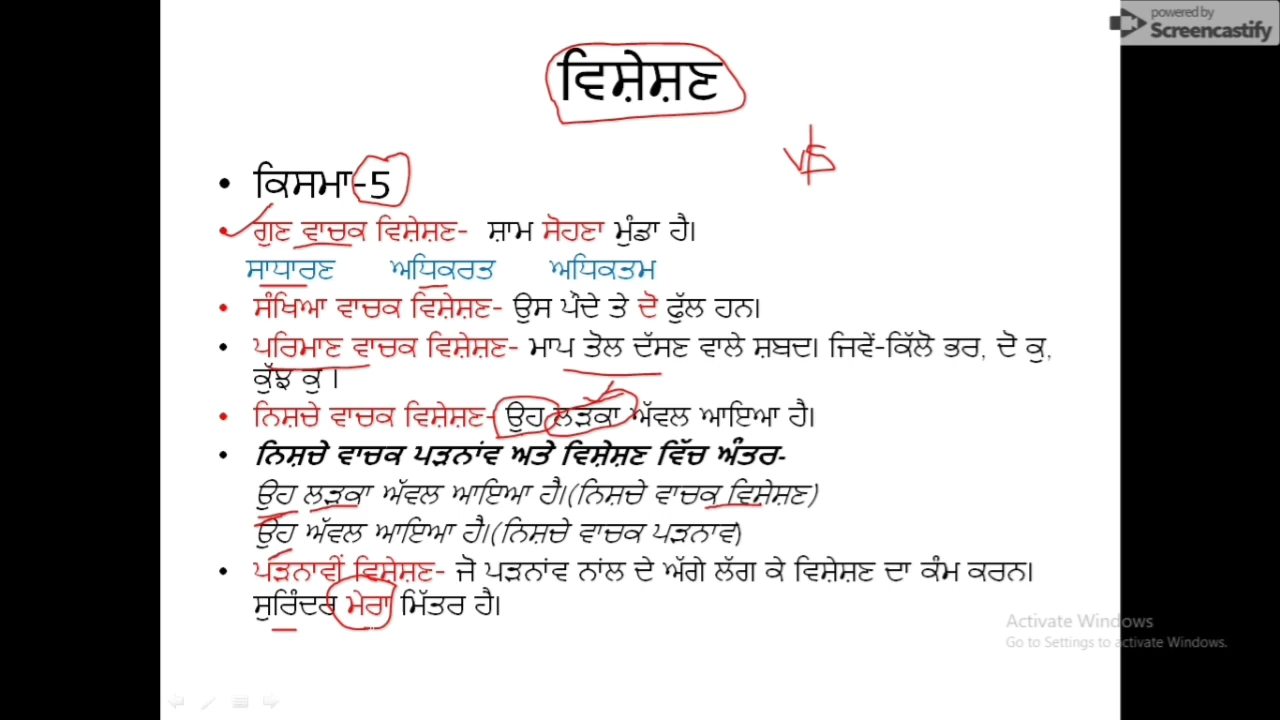 powered by
Screencastify
ਵਿਸ਼ੇਸ਼ਣ
vs
• ਕਿਸਮਾ-5
• ਗੁਣ ਵਾਚਕ ਵਿਸ਼ੇਸ਼ਣ- ਸ਼ਾਮ ਸੋਹਣਾ ਮੁੰਡਾ ਹੈ।
ਸਾਧਾਰਣ ਅਧਿਕਰਤ ਅਧਿਕਤਮ
• ਸੰਖਿਆ ਵਾਚਕ ਵਿਸ਼ੇਸ਼ਣ- ਉਸ ਪੌਦੇ ਤੇ ਦੋ ਫੁੱਲ ਹਨ।
• ਪਰਿਮਾਣ ਵਾਚਕ ਵਿਸ਼ੇਸ਼ਣ- ਮਾਪ ਤੋਲ ਦੱਸਣ ਵਾਲੇ ਸ਼ਬਦ। ਜਿਵੇਂ-ਕਿੱਲੋ ਭਰ, ਦੋ ਕੁ,
ਕੁੱਝ ਕੁ ।
• ਨਿਸ਼ਚੇ ਵਾਚਕ ਵਿਸ਼ੇਸ਼ਣ- ਉਹ ਲੜਕਾ ਅੱਵਲ ਆਇਆ ਹੈ।
• ਨਿਸ਼ਚੇ ਵਾਚਕ ਪੜਨਾਂਵ ਅਤੇ ਵਿਸ਼ੇਸ਼ਣ ਵਿੱਚ ਅੰਤਰ-
ਉਹ ਲੜਕਾ ਅੱਵਲ ਆਇਆ ਹੈ।(ਨਿਸ਼ਚੇ ਵਾਚਕ ਵਿਸ਼ੇਸ਼ਣ)
ਉਹ ਅੱਵਲ ਆਇਆ ਹੈ।(ਨਿਸ਼ਚੇ ਵਾਚਕ ਪੜਨਾਵ)
• ਪੜਨਾਵੀਂ ਵਿਸ਼ੇਸ਼ਣ- ਜੋ ਪੜਨਾਂਵ ਨਾਂਲ ਦੇ ਅੱਗੇ ਲੱਗ ਕੇ ਵਿਸ਼ੇਸ਼ਣ ਦਾ ਕੰਮ ਕਰਨ।
ਸੁਰਿੰਦਰ ਮੇਰਾ ਮਿੱਤਰ ਹੈ।
Activate Windows
Go to Settings to activate Windows.